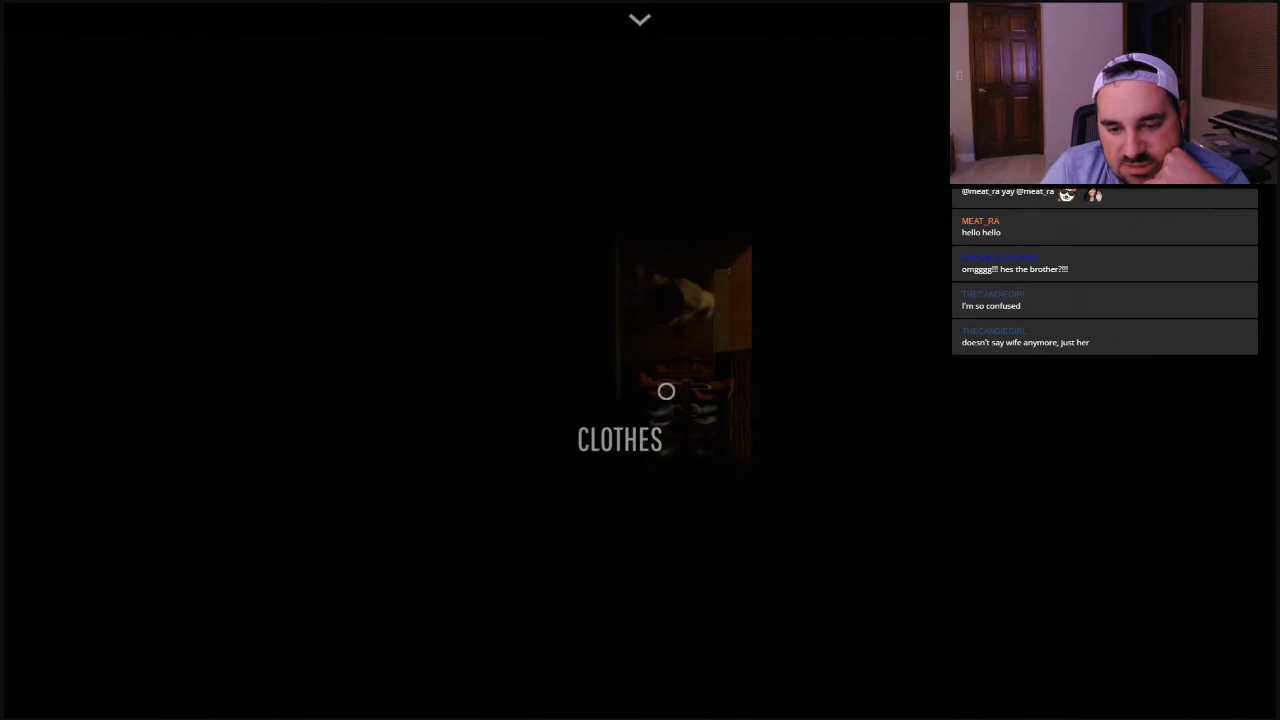 @meat_ra yay @meat_ra
MEAT_RA
hello hello
omgggg!!! hes the brother?!!!
THECANDIEGIRL
I'm so confused
THECANDIEGIRL
doesn't say wife anymore, just her
CLOTHES